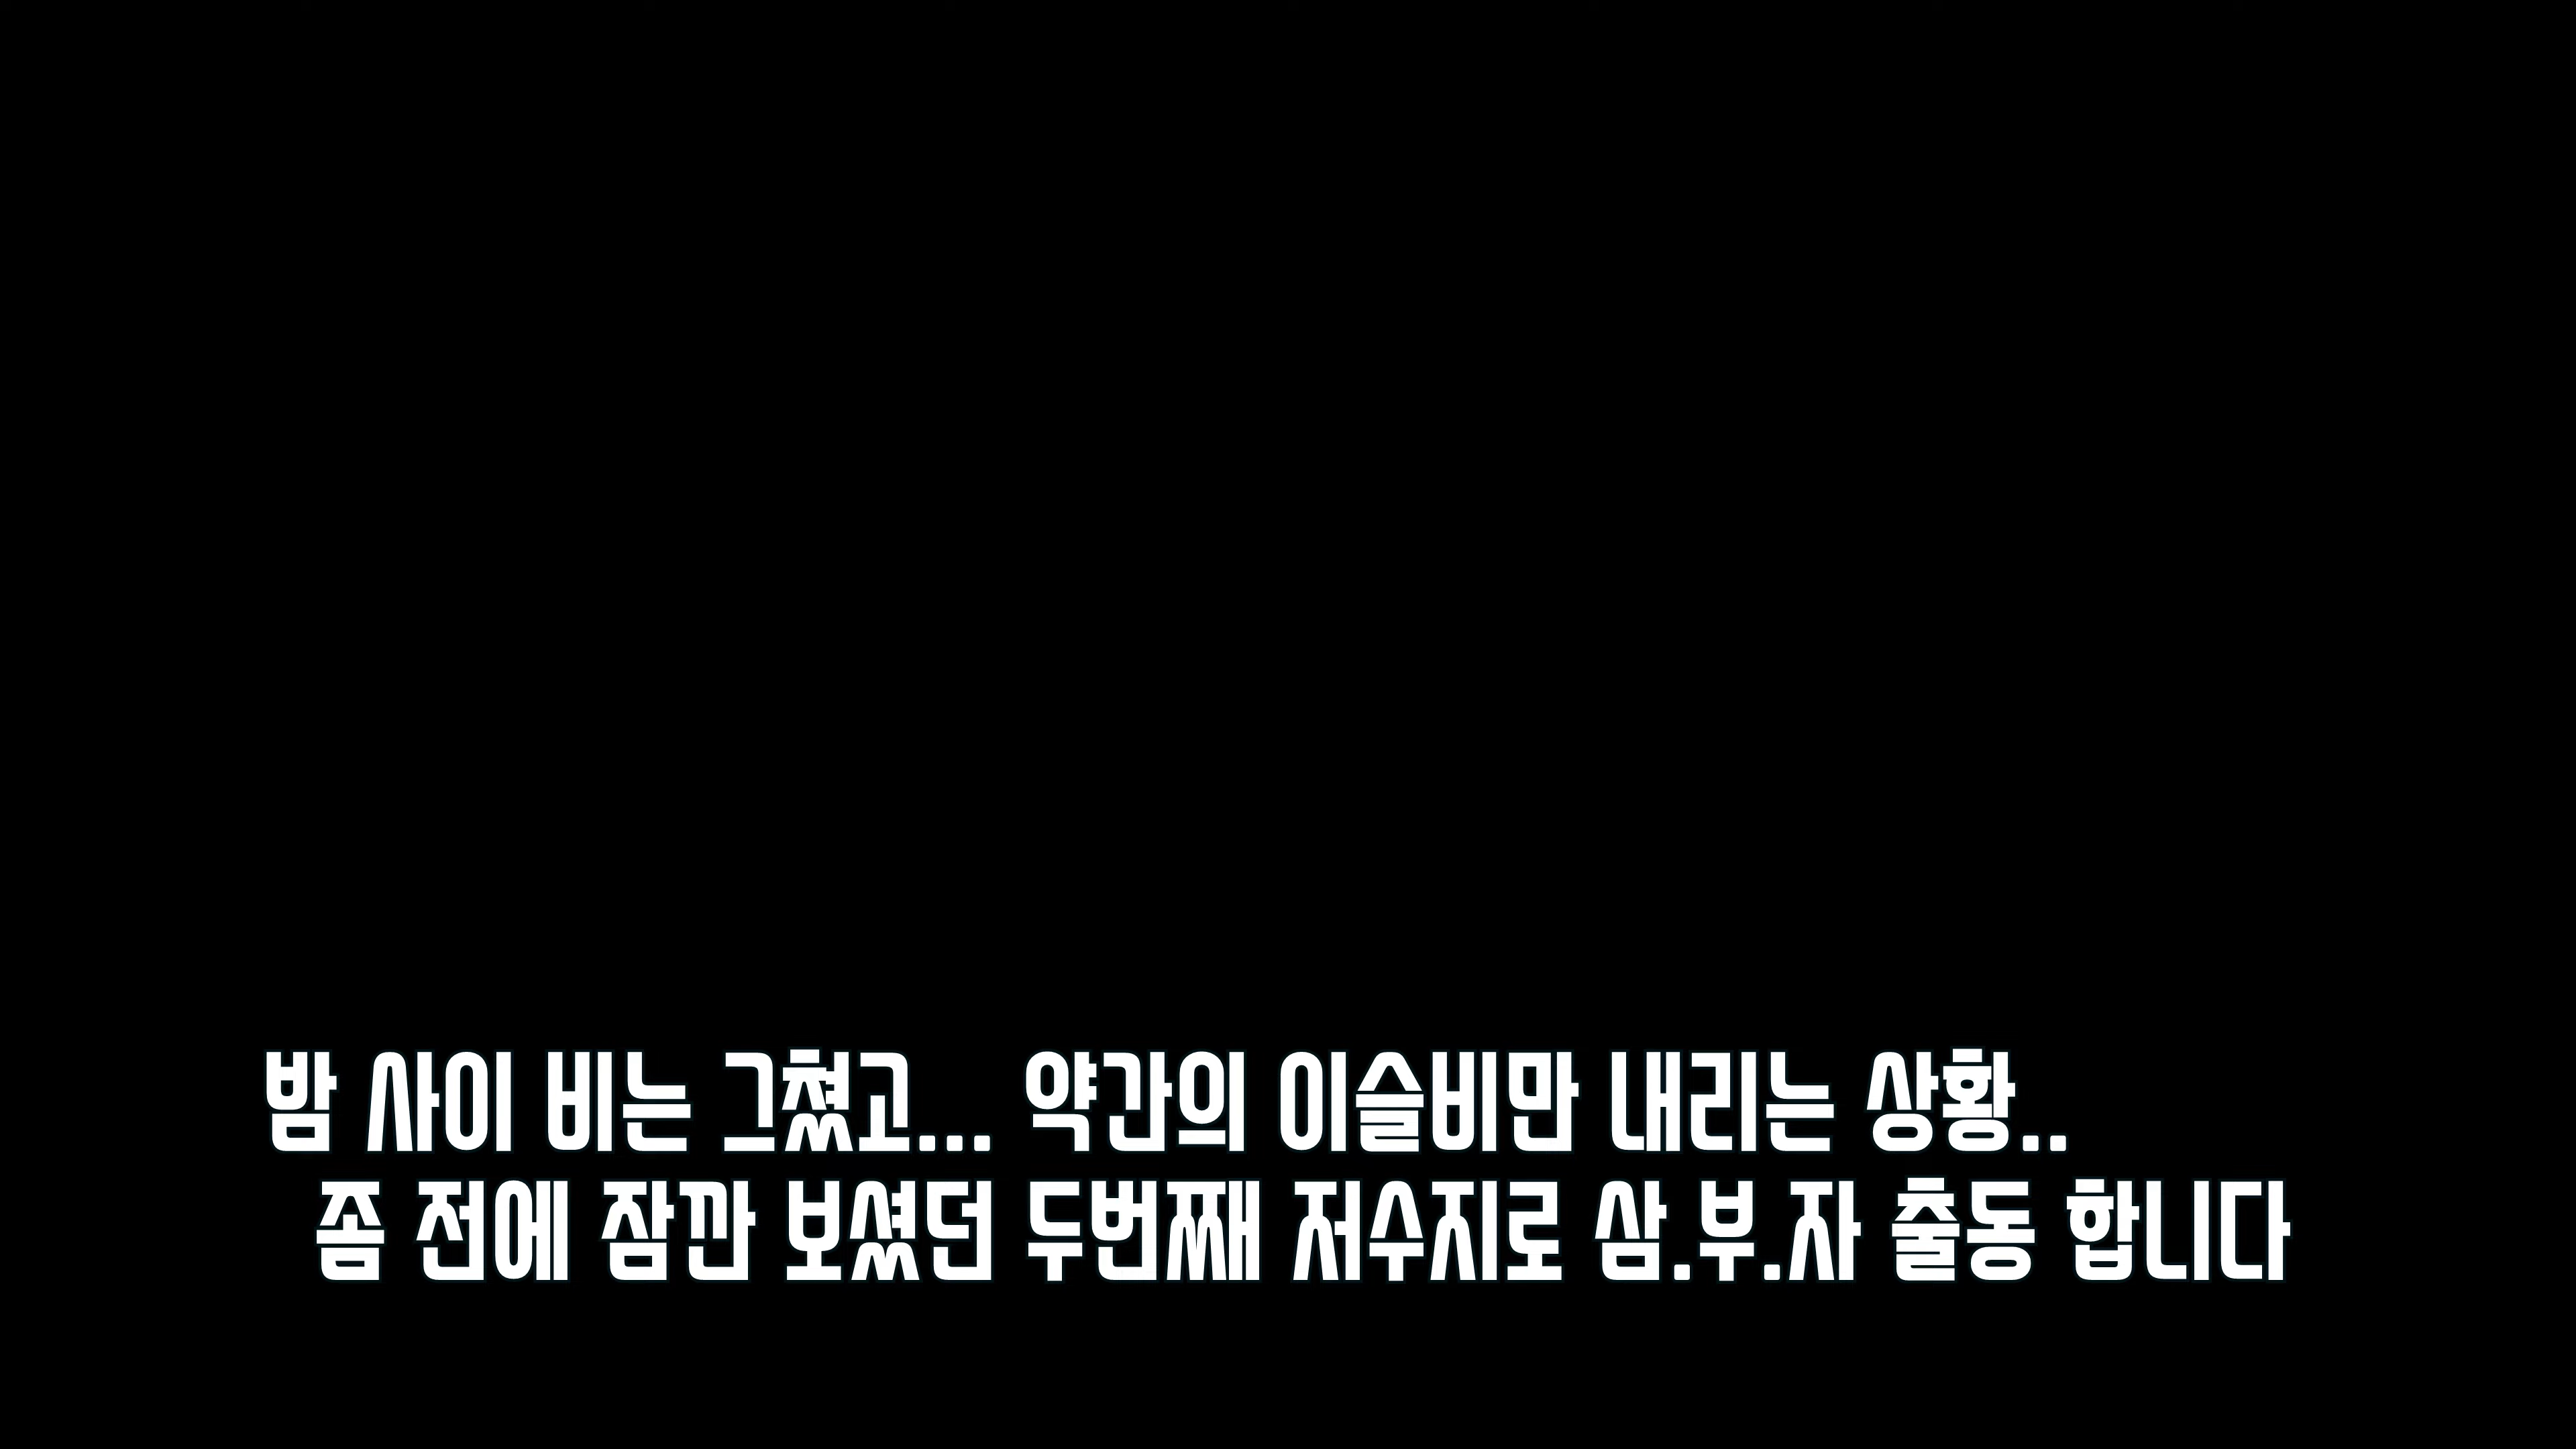 밤 사이 비는 그쳤고... 약간의 이슬비만 내리는 상황..
좀 전에 잠깐 보셨던 두번째 저수지로 삼.부.자 출동 합니다